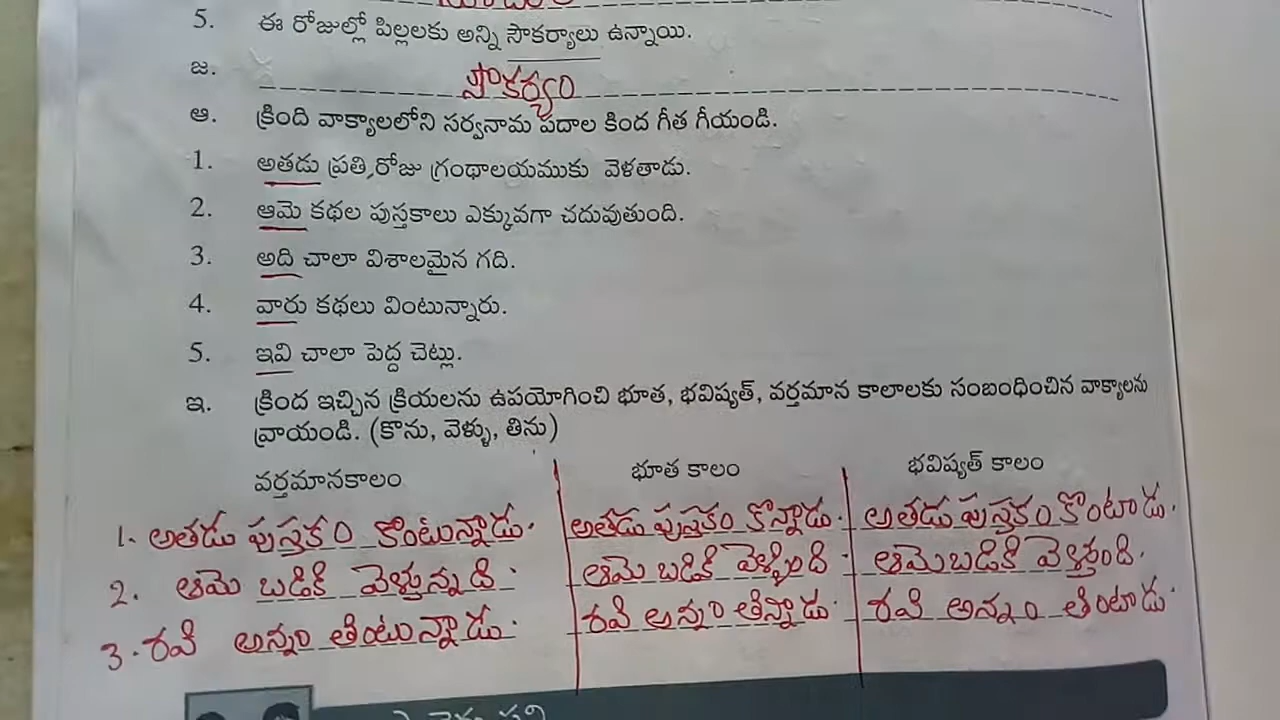 5. ఈ రోజుల్లో పిల్లలకు అన్ని సౌకర్యాలు ఉన్నాయి.
జ. సౌకర్యం
ఆ. క్రింది వాక్యాలలోని సర్వనామ పదాల కింద గీత గీయండి.
1. అతడు ప్రతి రోజు గ్రంథాలయముకు వెళతాడు.
2. ఆమె కథల పుస్తకాలు ఎక్కువగా చదువుతుంది.
3. అది చాలా విశాలమైన గది.
4. వారు కథలు వింటున్నారు.
5. ఇవి చాలా పెద్ద చెట్లు.
ఇ. క్రింద ఇచ్చిన క్రియలను ఉపయోగించి భూత, భవిష్యత్, వర్తమాన కాలాలకు సంబంధించిన వాక్యాలను
వ్రాయండి. (కొను, వెళ్ళు, తిను)
వర్తమానకాలం భూత కాలం భవిష్యత్ కాలం
1. అతడు పుస్తకం కొంటున్నాడు. అతడు పుస్తకం కొన్నాడు. అతడు పుస్తకం కొంటాడు.
2. ఆమె బడికి వెళ్తున్నది. ఆమె బడికి వెళ్ళింది. ఆమె బడికి వెళ్తుంది.
3. రవి అన్నం తింటున్నాడు. రవి అన్నం తిన్నాడు. రవి అన్నం తింటాడు.